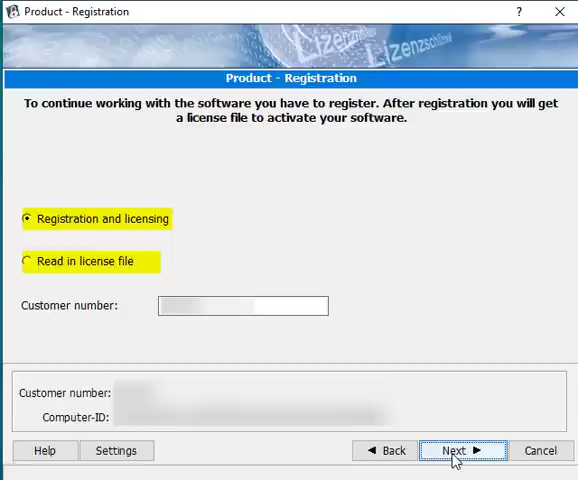 Product - Registration
?
Lizenzschlüssel
Lizenzschlüssel
Product - Registration
To continue working with the software you have to register. After registration you will get
a license file to activate your software.
Registration and licensing
Read in license file
Customer number:
Customer number:
Computer-ID:
Help
Settings
Back
Next
Cancel